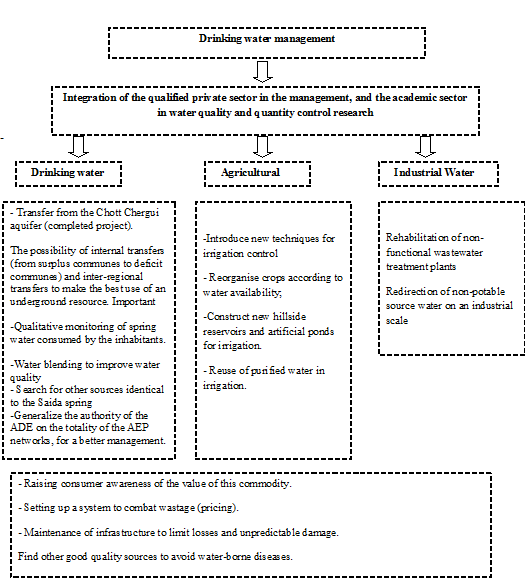 Drinking water management
Integration of the qualified private sector in the management, and the academic sector
in water quality and quantity control research
-
Drinking water
Agricultural
Industrial Water
- Transfer from the Chott Chergui
aquifer (completed project).
The possibility of internal transfers
(from surplus communes to deficit
communes) and inter-regional
transfers to make the best use of an
underground resource. Important
-Qualitative monitoring of spring
water consumed by the inhabitants.
-Water blending to improve water
quality
- Search for other sources identical
to the Saida spring
-Generalize the authority of the
ADE on the totality of the AEP
networks, for a better management.
-Introduce new techniques for
irrigation control
- Reorganise crops according to
water availability;
-Construct new hillside
reservoirs and artificial ponds
for irrigation.
- Reuse of purified water in
irrigation.
Rehabilitation of non-
functional wastewater
treatment plants
Redirection of non-potable
source water on an industrial
scale
- Raising consumer awareness of the value of this commodity.
- Setting up a system to combat wastage (pricing).
- Maintenance of infrastructure to limit losses and unpredictable damage.
Find other good quality sources to avoid water-borne diseases.